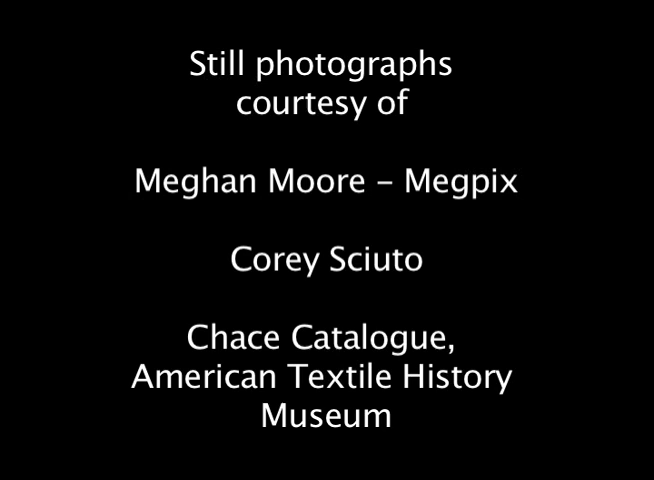 Still photographs
courtesy of
Meghan Moore – Megpix
Corey Sciuto
Chace Catalogue,
American Textile History
Museum